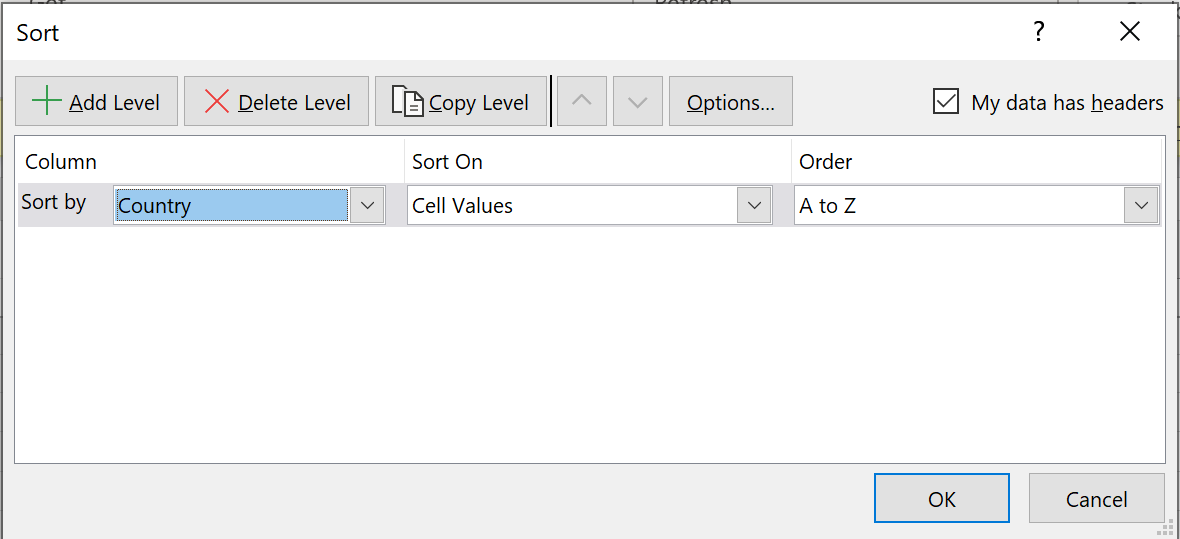 Refresh
Sort
?
Add Level
Delete Level
Copy Level
Options...
My data has headers
Column
Sort On
Order
Sort by
Country
Cell Values
A to Z
OK
Cancel